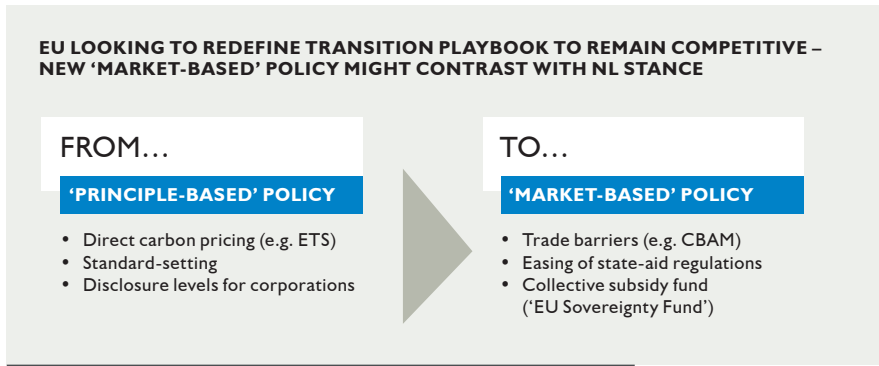 EU LOOKING TO REDEFINE TRANSITION PLAYBOOK TO REMAIN COMPETITIVE –
NEW ‘MARKET-BASED’ POLICY MIGHT CONTRAST WITH NL STANCE
FROM…
‘PRINCIPLE-BASED’ POLICY
• Direct carbon pricing (e.g. ETS)
• Standard-setting
• Disclosure levels for corporations
TO…
‘MARKET-BASED’ POLICY
• Trade barriers (e.g. CBAM)
• Easing of state-aid regulations
• Collective subsidy fund
(‘EU Sovereignty Fund’)